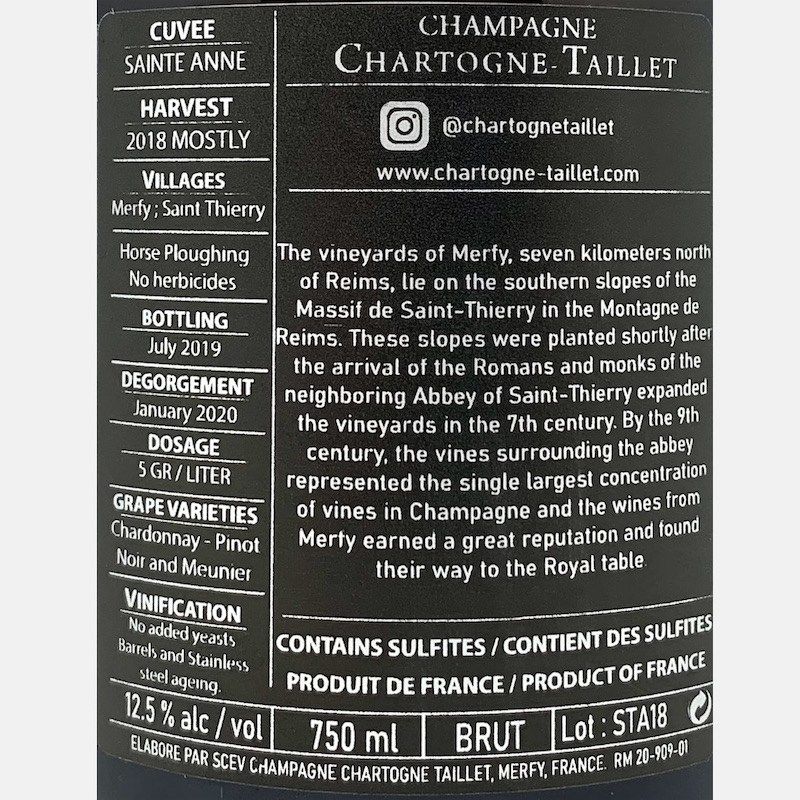 CUVEE
SAINTE ANNE
HARVEST
2018 MOSTLY
VILLAGES
Merfy ; Saint Thierry
Horse Ploughing
No herbicides
BOTTLING
July 2019
DEGORGEMENT
January 2020
DOSAGE
5 GR / LITER
GRAPE VARIETIES
Chardonnay - Pinot
Noir and Meunier
VINIFICATION
No added yeasts
Barrels and Stainless
steel ageing.
CHAMPAGNE
CHARTOGNE-TAILLET
@chartognetaillet
www.chartogne-taillet.com
The vineyards of Merfy, seven kilometers north
of Reims, lie on the southern slopes of the
Massif de Saint-Thierry in the Montagne de
Reims. These slopes were planted shortly after
the arrival of the Romans and monks of the
neighboring Abbey of Saint-Thierry expanded
the vineyards in the 7th century. By the 9th
century, the vines surrounding the abbey
represented the single largest concentration
of vines in Champagne and the wines from
Merfy earned a great reputation and found
their way to the Royal table
CONTAINS SULFITES / CONTIENT DES SULFITES
PRODUIT DE FRANCE / PRODUCT OF FRANCE
12.5 % alc / vol
750 ml
BRUT
Lot : STA18
ELABORE PAR SCEV CHAMPAGNE CHARTOGNE TAILLET, MERFY, FRANCE. RM 20-909-01